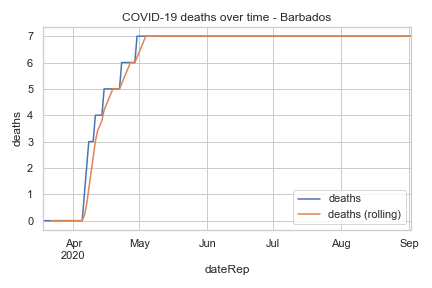 COVID-19 deaths over time - Barbados
deaths
7
6
5
4
3
2
1
0
deaths
deaths (rolling)
Apr
2020
May
Jun
Jul
Aug
Sep
dateRep